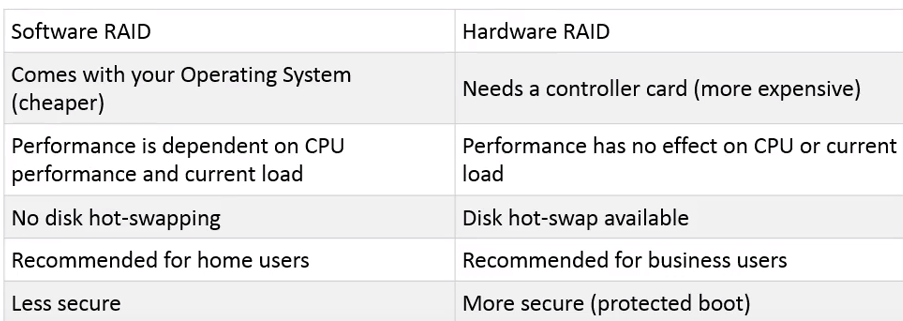 Software RAID
Hardware RAID
Comes with your Operating System
(cheaper)
Needs a controller card (more expensive)
Performance is dependent on CPU
performance and current load
Performance has no effect on CPU or current
load
No disk hot-swapping
Disk hot-swap available
Recommended for home users
Recommended for business users
Less secure
More secure (protected boot)